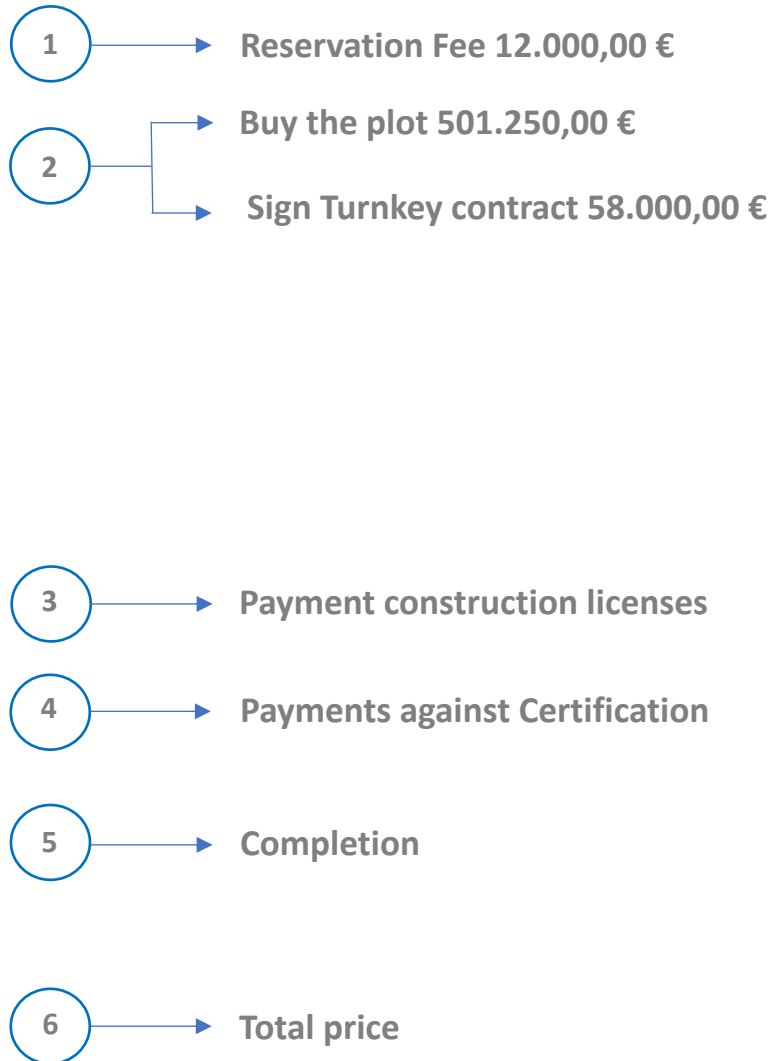 1 Reservation Fee 12.000,00 €
2 Buy the plot 501.250,00 €
Sign Turnkey contract 58.000,00 €
3 Payment construction licenses
4 Payments against Certification
5 Completion
6 Total price